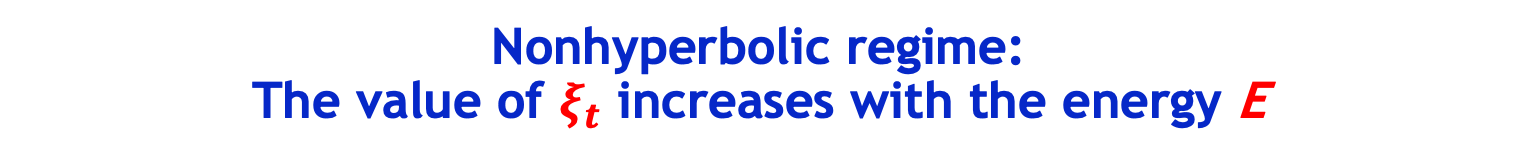 Nonhyperbolic regime:
The value of ξₜ increases with the energy E